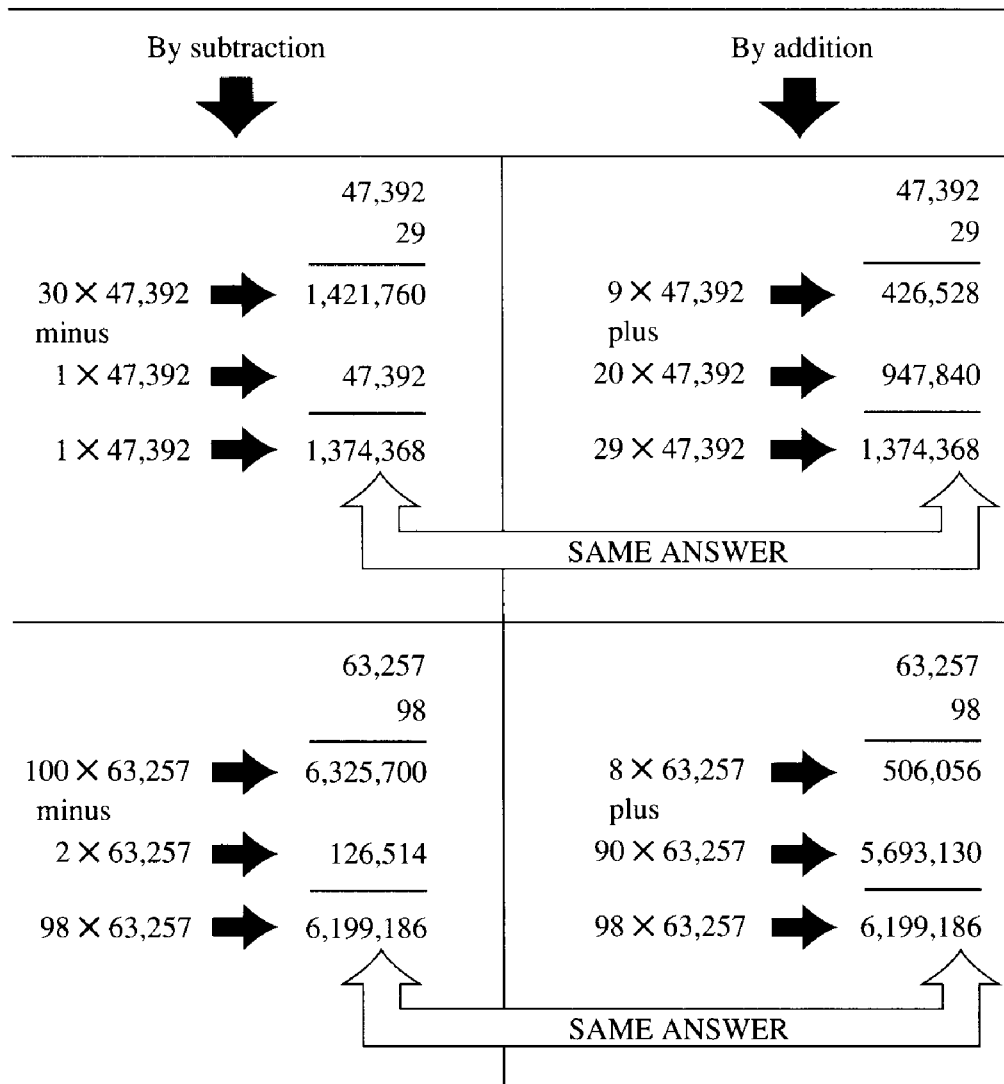 By subtraction
By addition
47,392
29
30 × 47,392 1,421,760
minus
1 × 47,392 47,392
1 × 47,392 1,374,368
47,392
29
9 × 47,392 426,528
plus
20 × 47,392 947,840
29 × 47,392 1,374,368
SAME ANSWER
63,257
98
100 × 63,257 6,325,700
minus
2 × 63,257 126,514
98 × 63,257 6,199,186
63,257
98
8 × 63,257 506,056
plus
90 × 63,257 5,693,130
98 × 63,257 6,199,186
SAME ANSWER